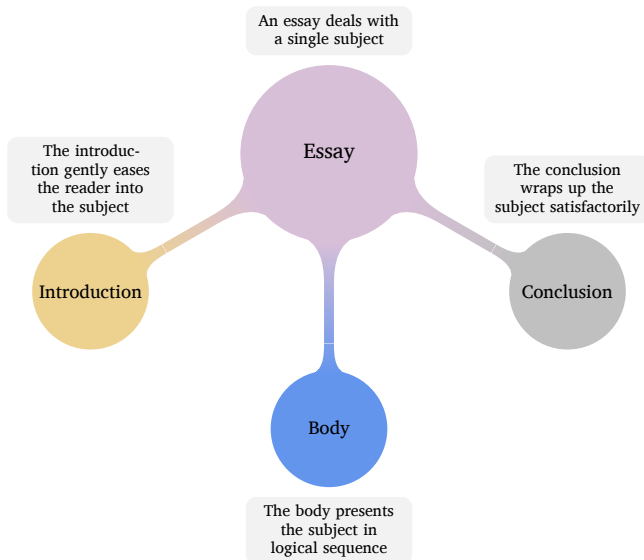 An essay deals with
a single subject
Essay
The introduc-
tion gently eases
the reader into
the subject
Introduction
The conclusion
wraps up the
subject satisfactorily
Conclusion
Body
The body presents
the subject in
logical sequence